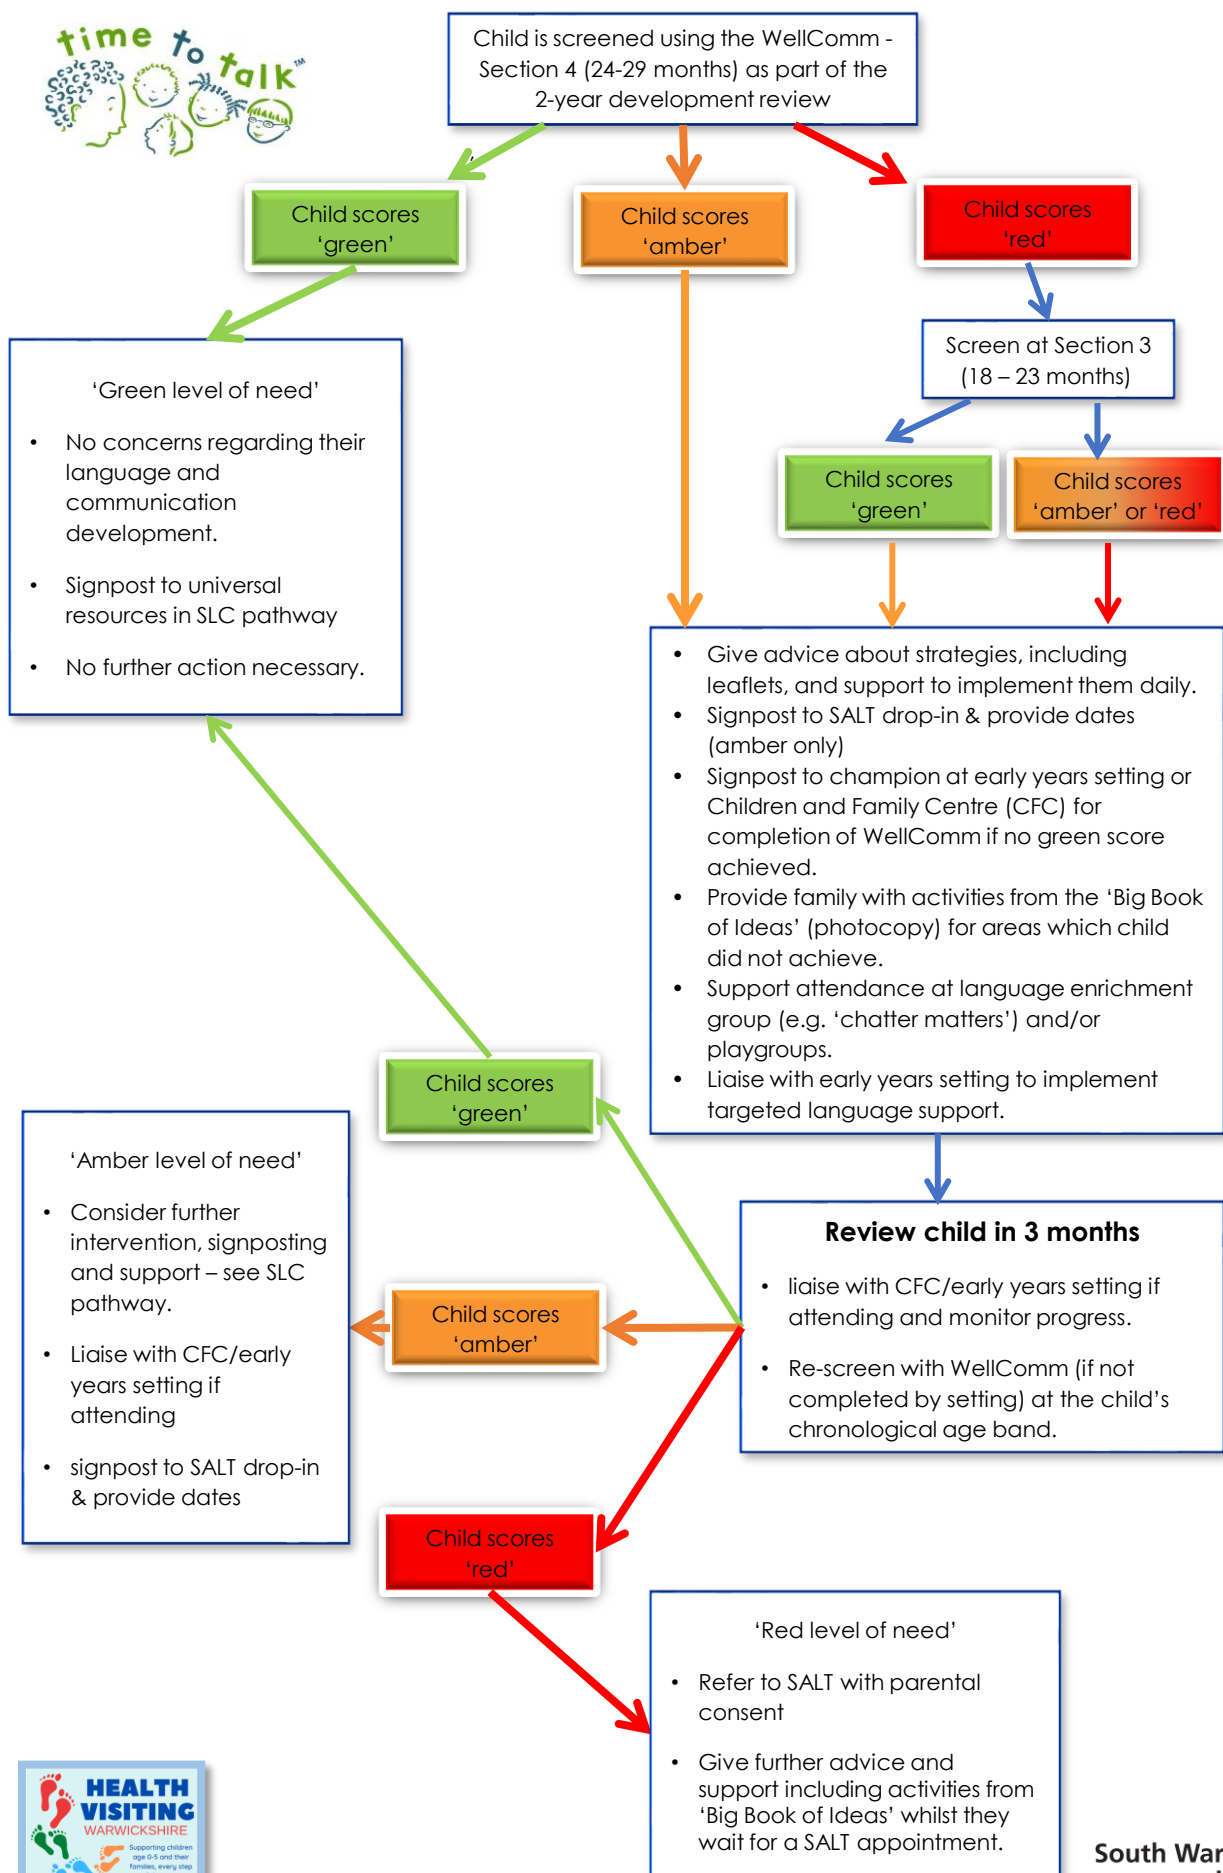 time to talk™
Child is screened using the WellComm -
Section 4 (24-29 months) as part of the
2-year development review
Child scores
‘green’
Child scores
‘amber’
Child scores
‘red’
Screen at Section 3
(18 – 23 months)
Child scores
‘green’
Child scores
‘amber’ or ‘red’
‘Green level of need’
• No concerns regarding their
language and
communication
development.
• Signpost to universal
resources in SLC pathway
• No further action necessary.
• Give advice about strategies, including
leaflets, and support to implement them daily.
• Signpost to SALT drop-in & provide dates
(amber only)
• Signpost to champion at early years setting or
Children and Family Centre (CFC) for
completion of WellComm if no green score
achieved.
• Provide family with activities from the ‘Big Book
of Ideas’ (photocopy) for areas which child
did not achieve.
• Support attendance at language enrichment
group (e.g. ‘chatter matters’) and/or
playgroups.
• Liaise with early years setting to implement
targeted language support.
Child scores
‘green’
‘Amber level of need’
• Consider further
intervention, signposting
and support – see SLC
pathway.
• Liaise with CFC/early
years setting if
attending
• signpost to SALT drop-in
& provide dates
Child scores
‘amber’
Review child in 3 months
• liaise with CFC/early years setting if
attending and monitor progress.
• Re-screen with WellComm (if not
completed by setting) at the child’s
chronological age band.
Child scores
‘red’
‘Red level of need’
• Refer to SALT with parental
consent
• Give further advice and
support including activities from
‘Big Book of Ideas’ whilst they
wait for a SALT appointment.
HEALTH
VISITING
WARWICKSHIRE
Supporting children
age 0-5 and their
families, every step
South War